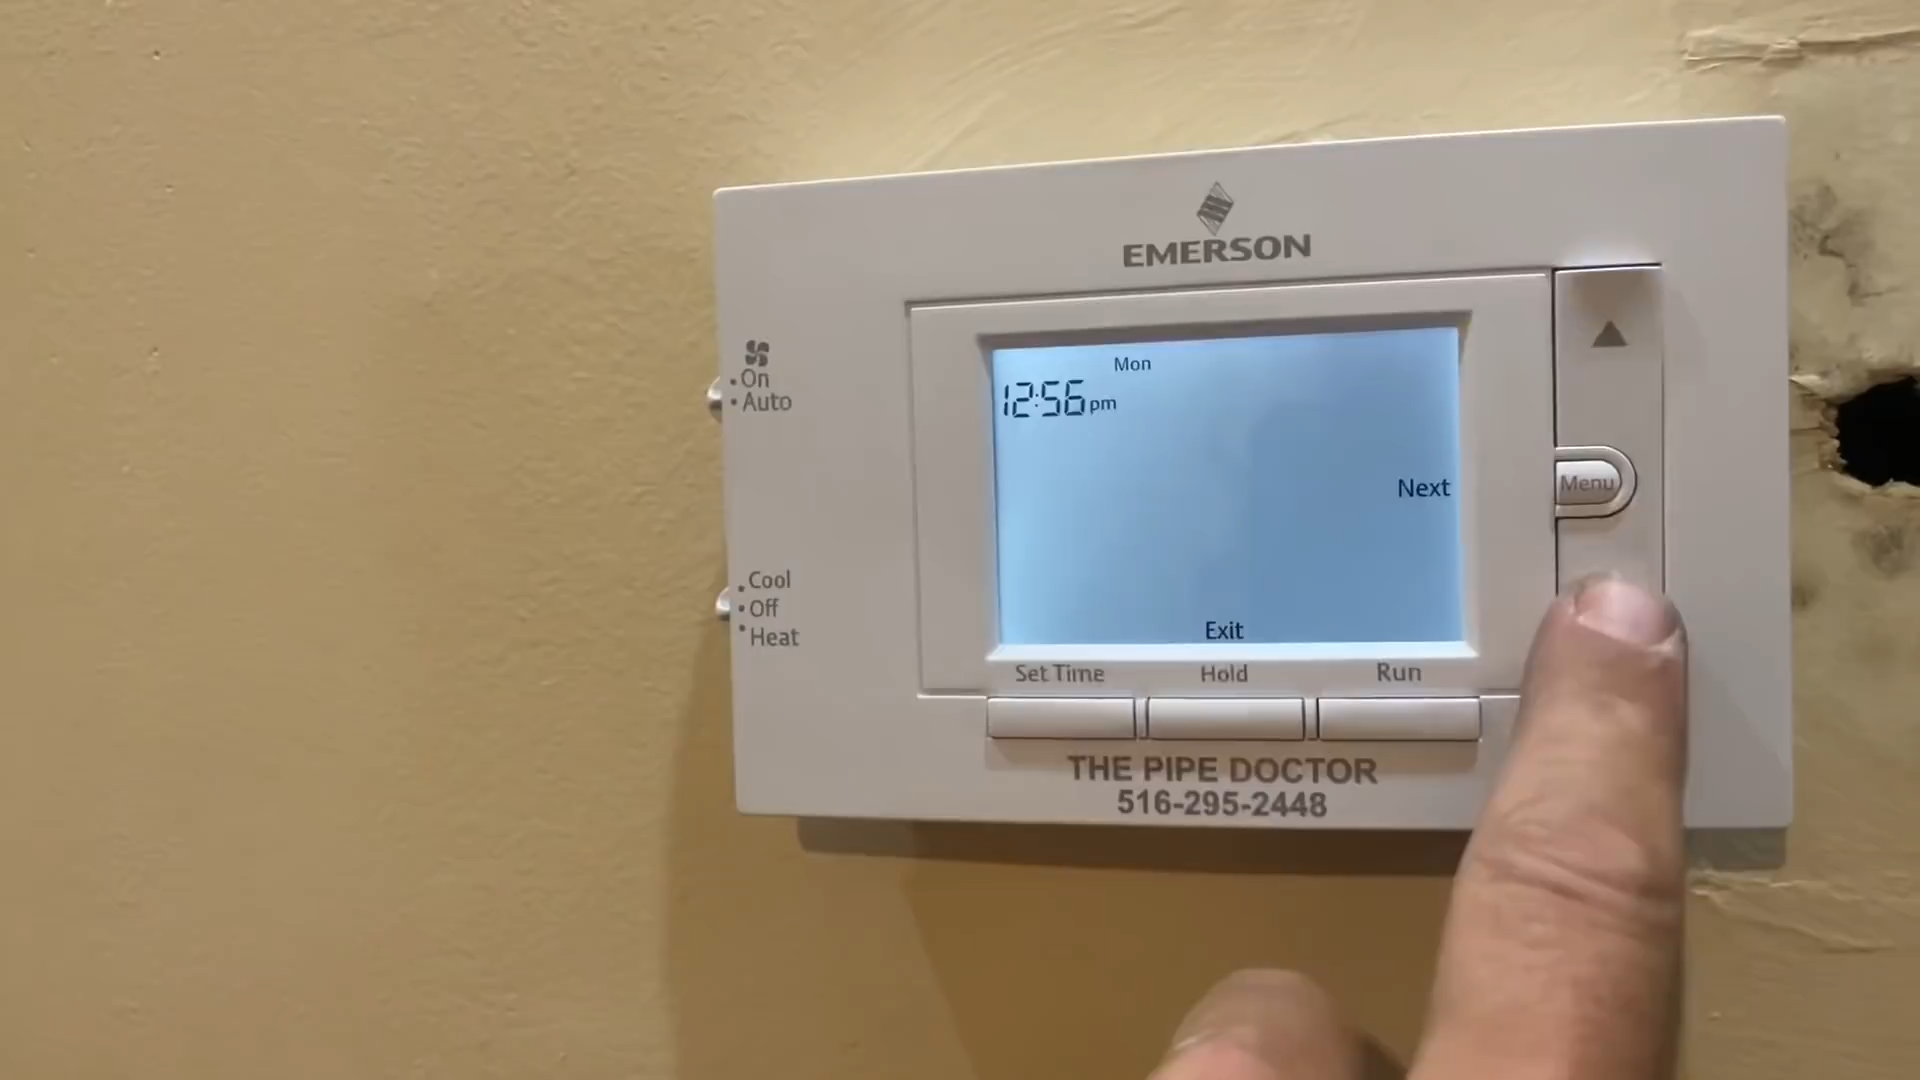 EMERSON
On
Auto
Mon
12:56 pm
Next
Menu
Cool
Off
Heat
Exit
Set Time
Hold
Run
THE PIPE DOCTOR
516-295-2448